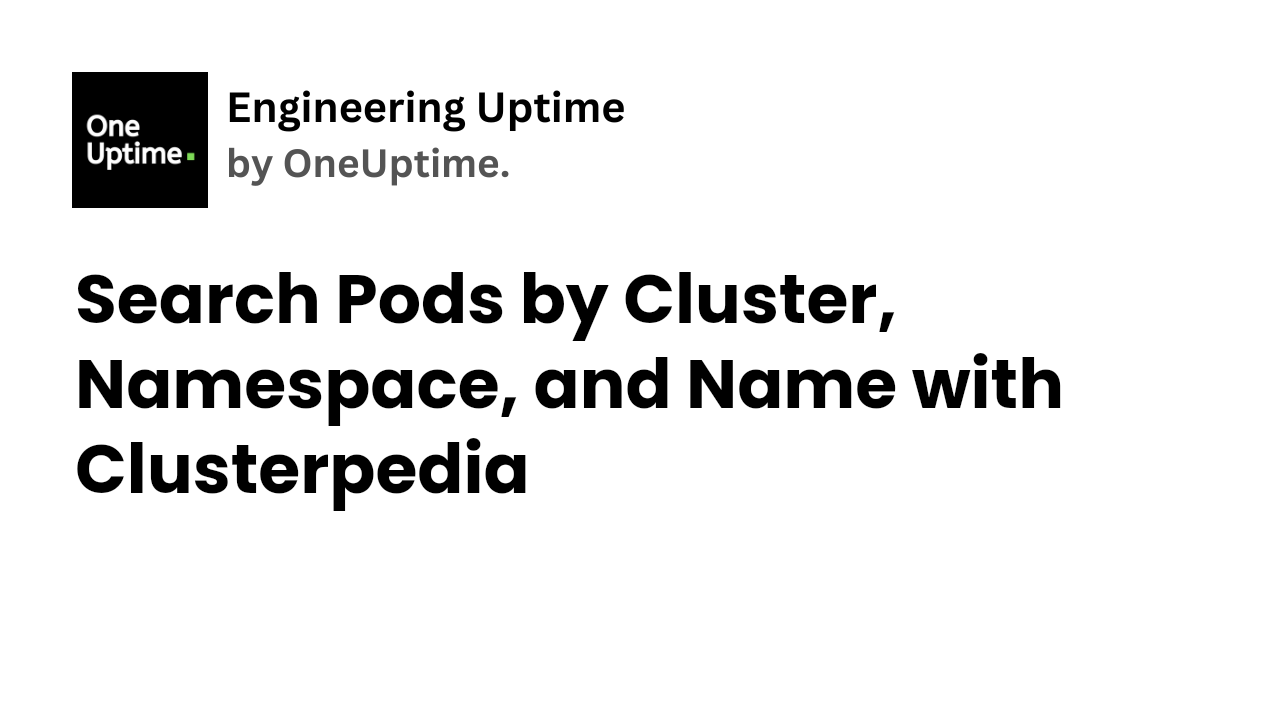 One
Uptime
Engineering Uptime
by OneUptime.
Search Pods by Cluster,
Namespace, and Name with
Clusterpedia